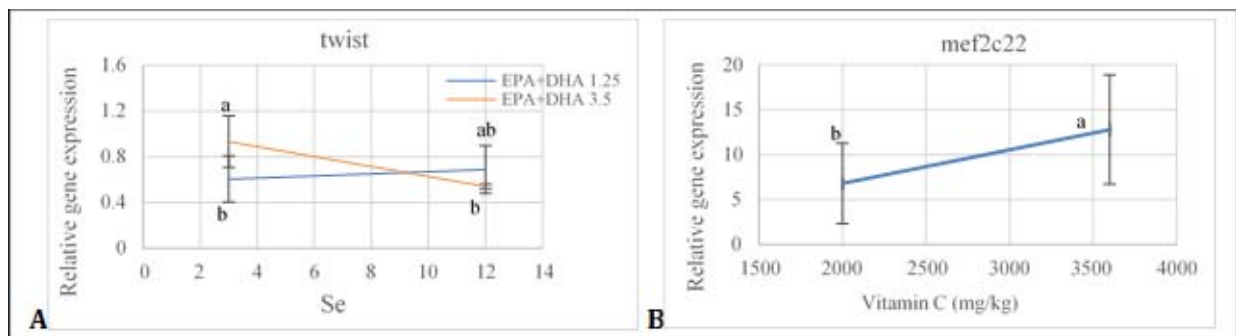 twist
Relative gene expression
1.6
1.2
0.8
0.4
0
0
2
4
6
8
10
12
14
Se
EPA+DHA 1.25
EPA+DHA 3.5
a
b
ab
b
A
mef2c22
Relative gene expression
20
15
10
5
0
1500
2000
2500
3000
3500
4000
Vitamin C (mg/kg)
b
a
B